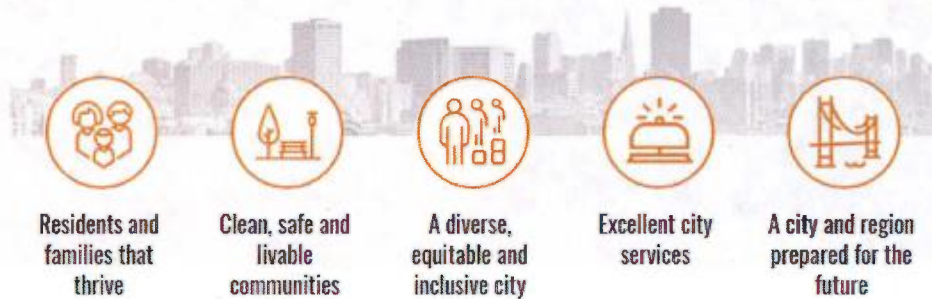 Residents and
families that
thrive
Clean, safe and
livable
communities
A diverse,
equitable and
inclusive city
Excellent city
services
A city and region
prepared for the
future